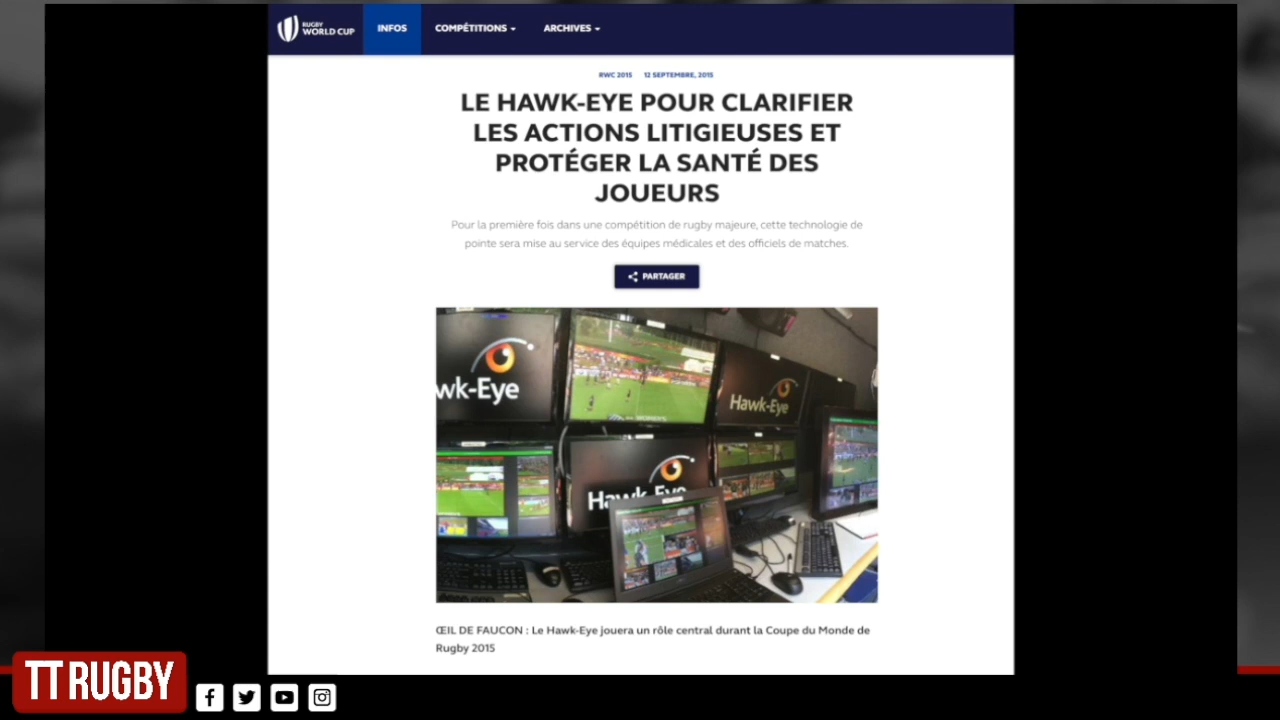 RUGBY
WORLD CUP
INFOS
COMPÉTITIONS
ARCHIVES
RWC 2015 12 SEPTEMBRE, 2015
LE HAWK-EYE POUR CLARIFIER
LES ACTIONS LITIGIEUSES ET
PROTÉGER LA SANTÉ DES
JOUEURS
Pour la première fois dans une compétition de rugby majeure, cette technologie de
pointe sera mise au service des équipes médicales et des officiels de matches.
PARTAGER
wk-Eye
Hawk-Eye
Hawk-Eye
ŒIL DE FAUCON : Le Hawk-Eye jouera un rôle central durant la Coupe du Monde de
Rugby 2015
TT RUGBY